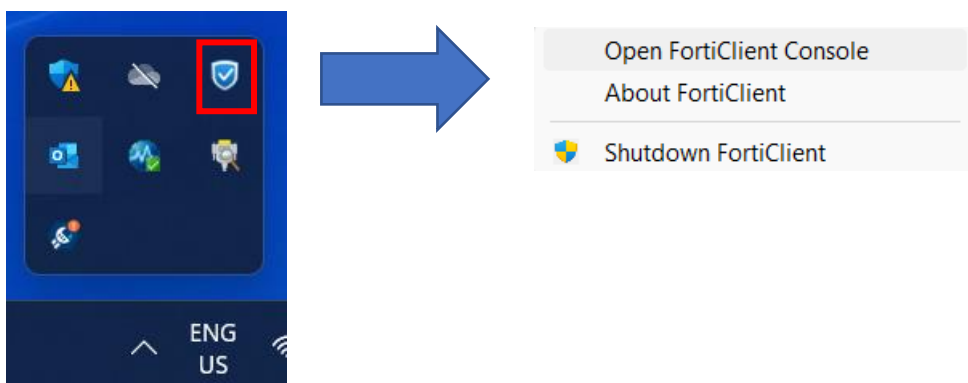 Open FortiClient Console
About FortiClient
Shutdown FortiClient
ENG
US